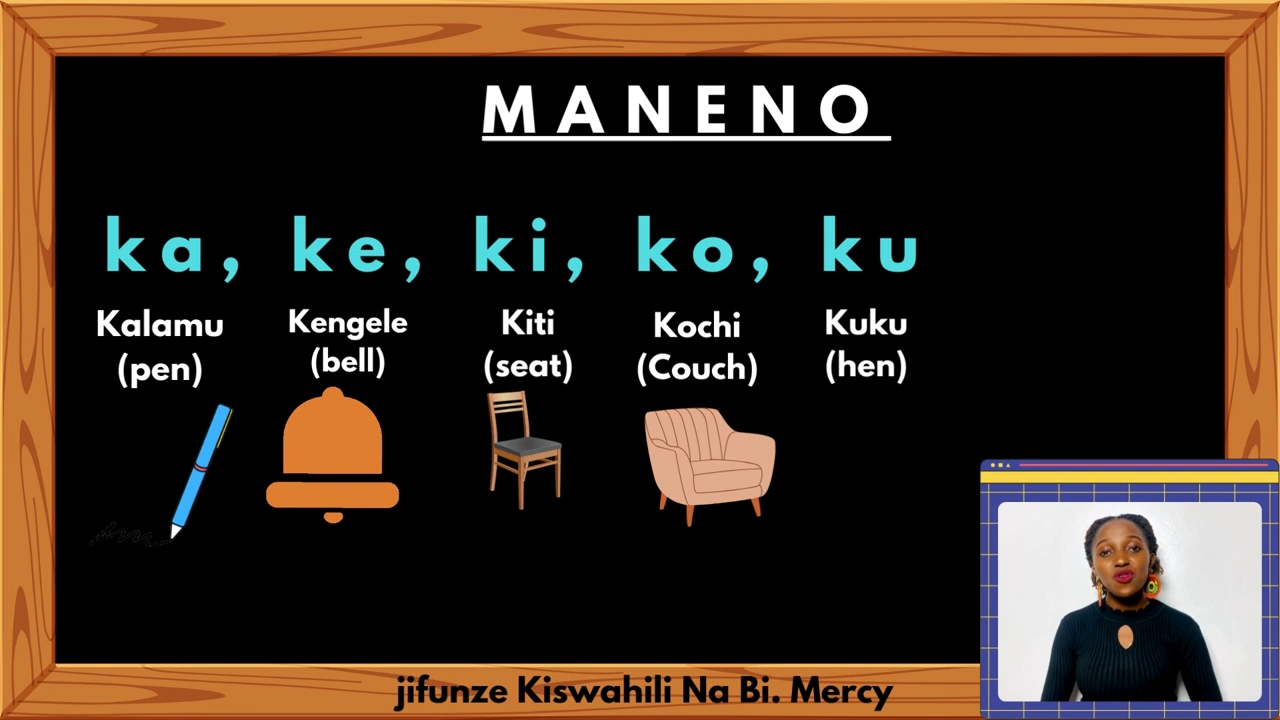 MANENO
ka, ke, ki, ko, ku
Kalamu Kengele Kiti Kochi Kuku
(pen) (bell) (seat) (Couch) (hen)
jifunze Kiswahili Na Bi. Mercy